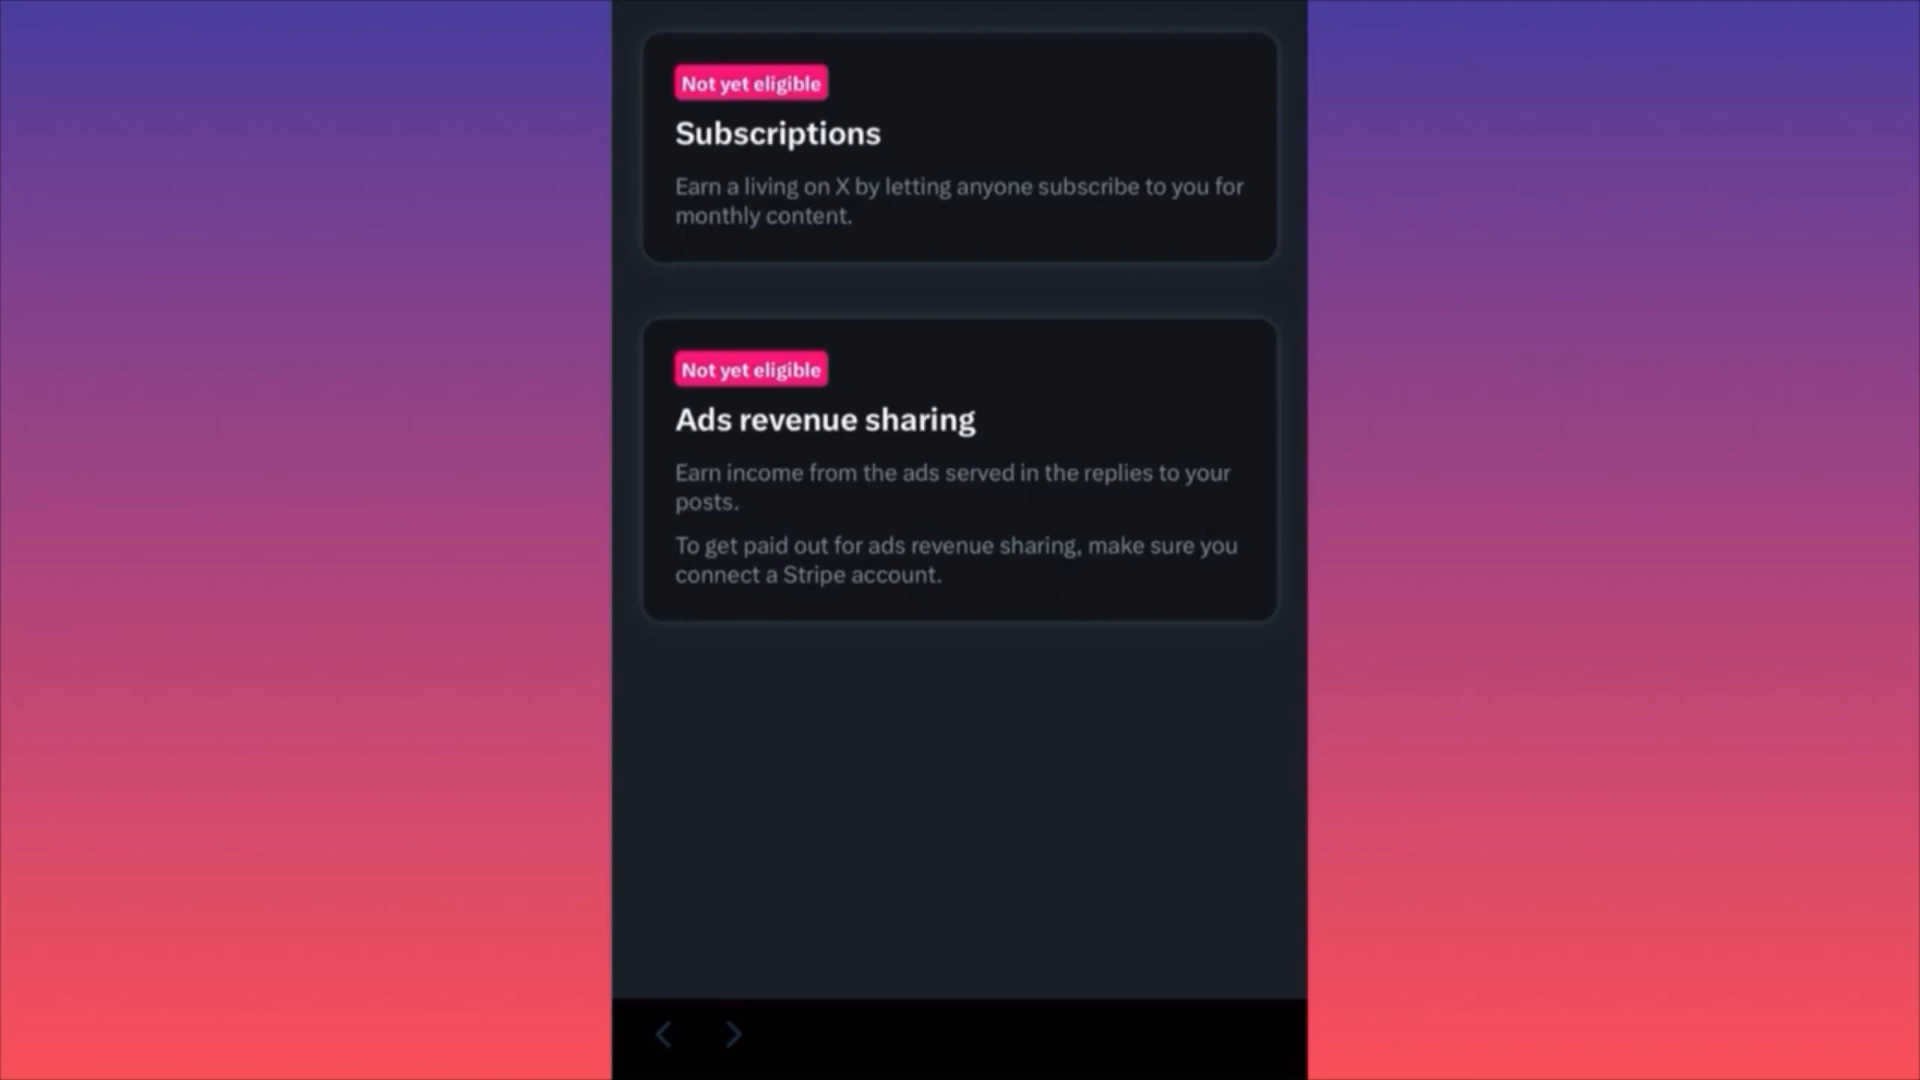 Not yet eligible
Subscriptions
Earn a living on X by letting anyone subscribe to you for
monthly content.
Not yet eligible
Ads revenue sharing
Earn income from the ads served in the replies to your
posts.
To get paid out for ads revenue sharing, make sure you
connect a Stripe account.